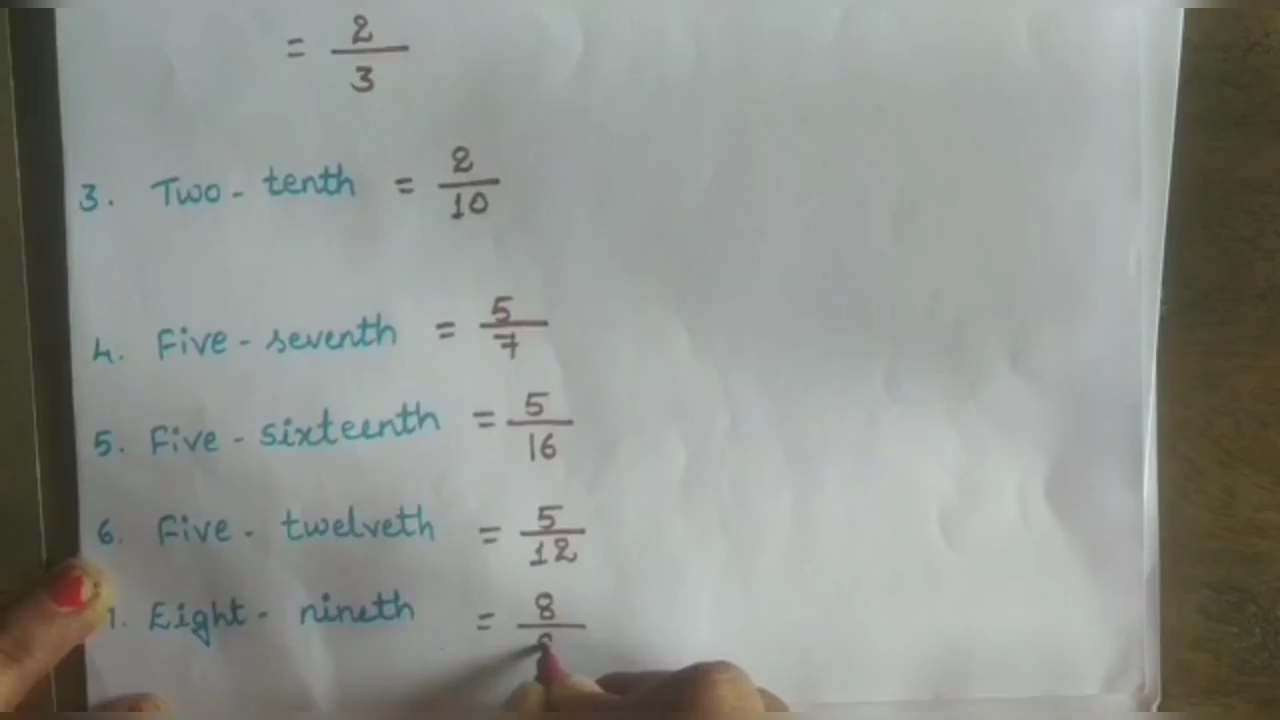 = 2/3
3. Two - tenth = 2/10
4. Five - seventh = 5/7
5. Five - sixteenth = 5/16
6. Five - twelveth = 5/12
7. Eight - nineth = 8/